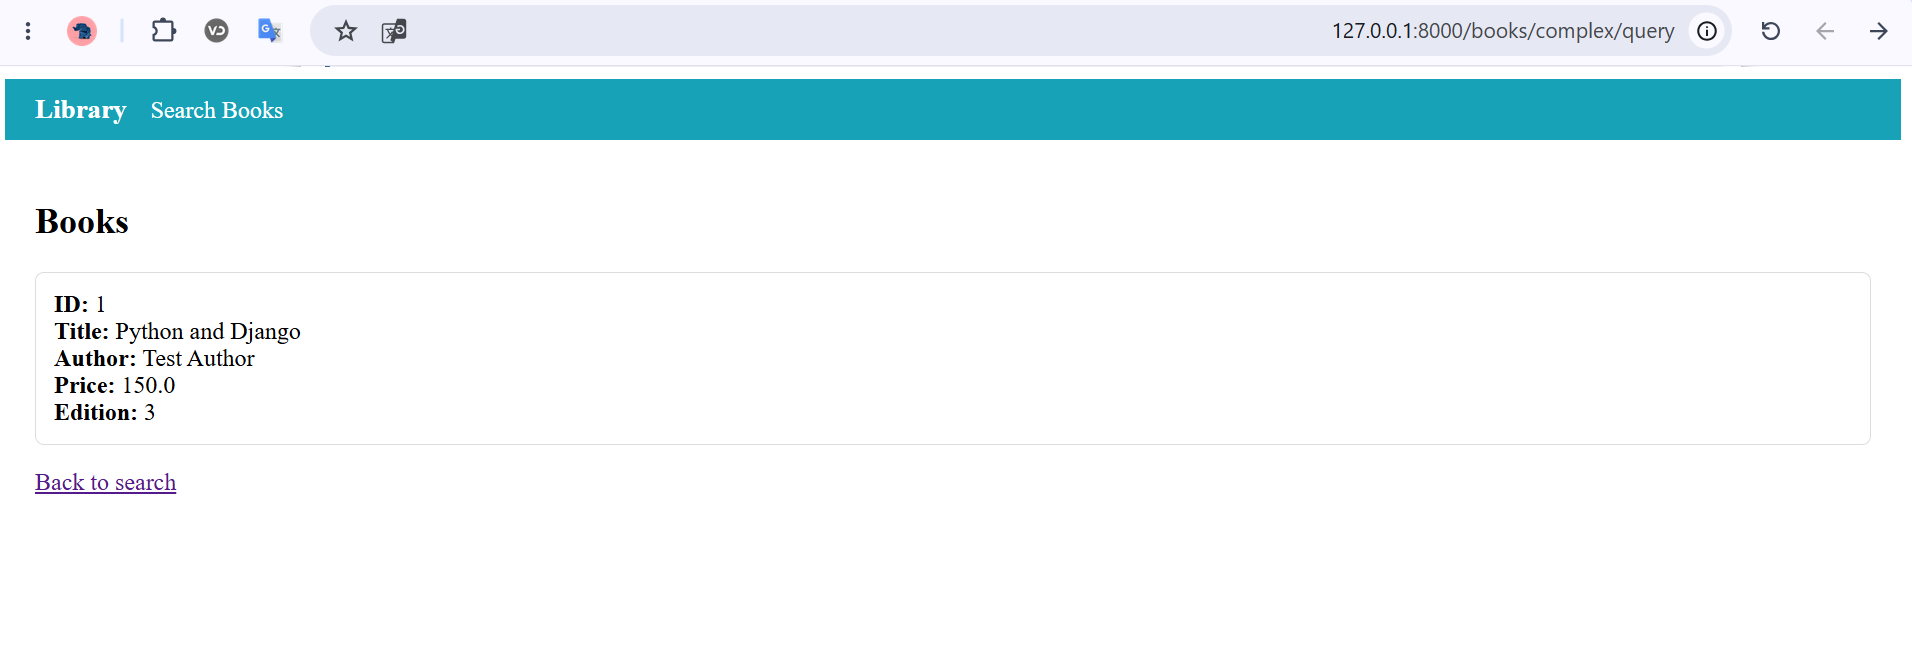 127.0.0.1:8000/books/complex/query
Library Search Books
Books
ID: 1
Title: Python and Django
Author: Test Author
Price: 150.0
Edition: 3
Back to search